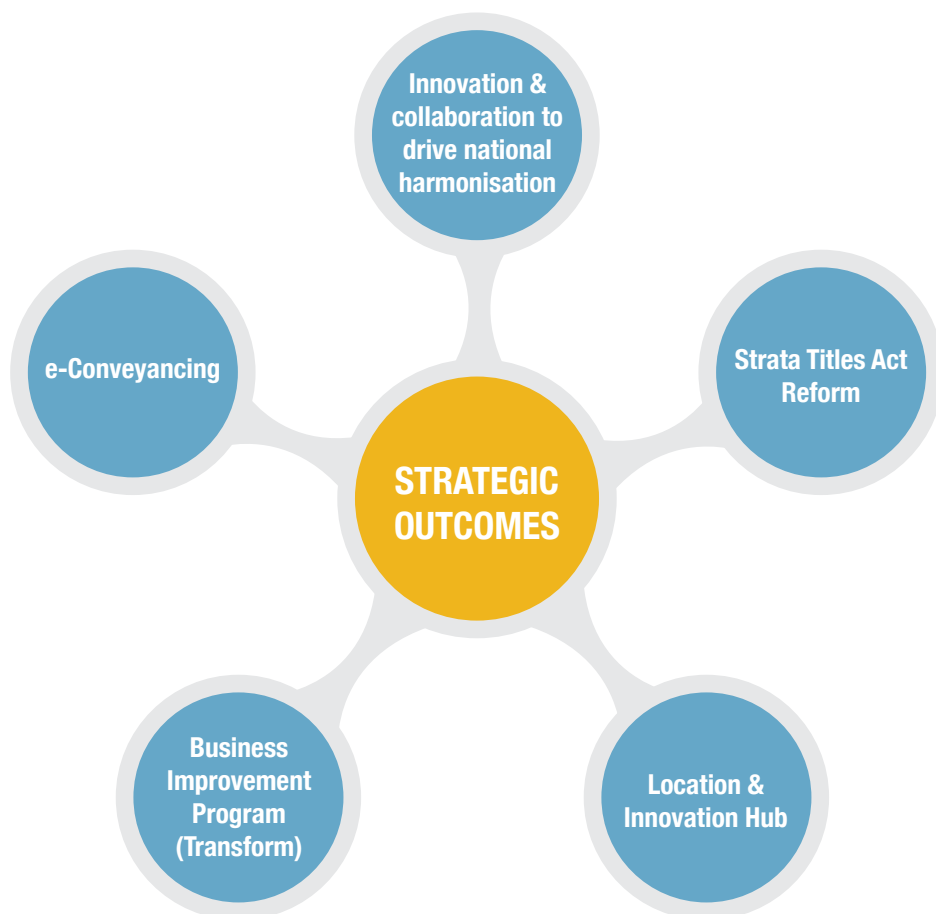 Innovation &
collaboration to
drive national
harmonisation
e-Conveyancing
Strata Titles Act
Reform
STRATEGIC
OUTCOMES
Business
Improvement
Program
(Transform)
Location &
Innovation Hub